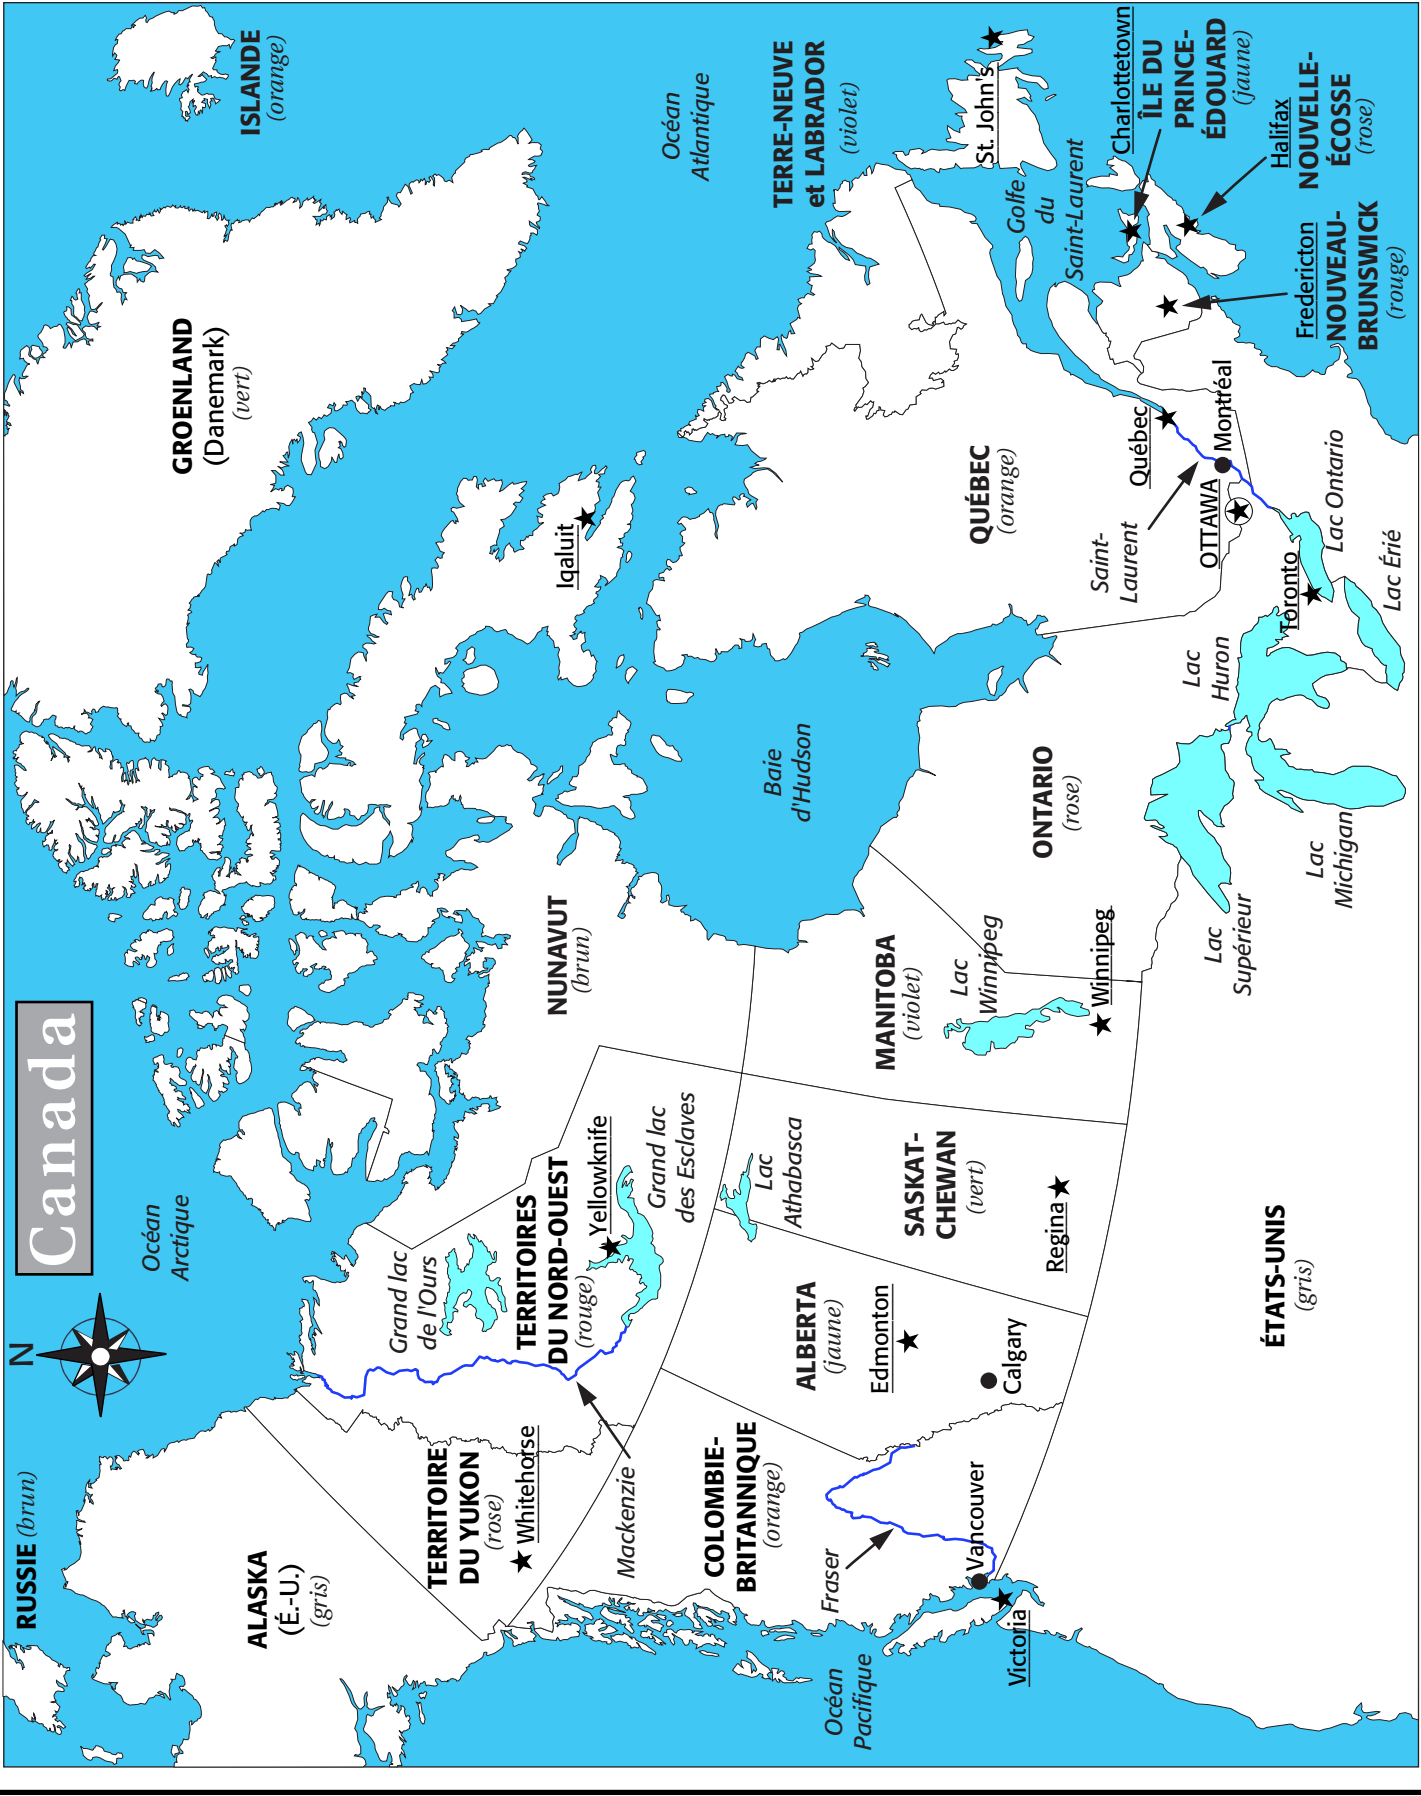 Canada
N
RUSSIE (brun)
ALASKA
(É.-U.)
(gris)
Océan
Arctique
GROENLAND
(Danemark)
(vert)
ISLANDE
(orange)
TERRITOIRE
DU YUKON
(rose)
Whitehorse
Mackenzie
Grand lac
de l'Ours
TERRITOIRES
DU NORD-OUEST
(rouge)
Yellowknife
Grand lac
des Esclaves
NUNAVUT
(brun)
Iqaluit
Océan
Atlantique
COLOMBIE-
BRITANNIQUE
(orange)
Fraser
Vancouver
Victoria
Océan
Pacifique
ALBERTA
(jaune)
Edmonton
Calgary
Lac
Athabasca
SASKAT-
CHEWAN
(vert)
Regina
MANITOBA
(violet)
Lac
Winnipeg
Winnipeg
Baie
d'Hudson
ONTARIO
(rose)
QUÉBEC
(orange)
Québec
Montréal
Saint-
Laurent
OTTAWA
Toronto
Lac Ontario
Lac Érié
Lac
Huron
Lac
Michigan
Lac
Supérieur
ÉTATS-UNIS
(gris)
TERRE-NEUVE
et LABRADOR
(violet)
St. John's
Golfe
du
Saint-Laurent
Charlottetown
ÎLE DU
PRINCE-
ÉDOUARD
(jaune)
Halifax
NOUVELLE-
ÉCOSSE
(rose)
Fredericton
NOUVEAU-
BRUNSWICK
(rouge)